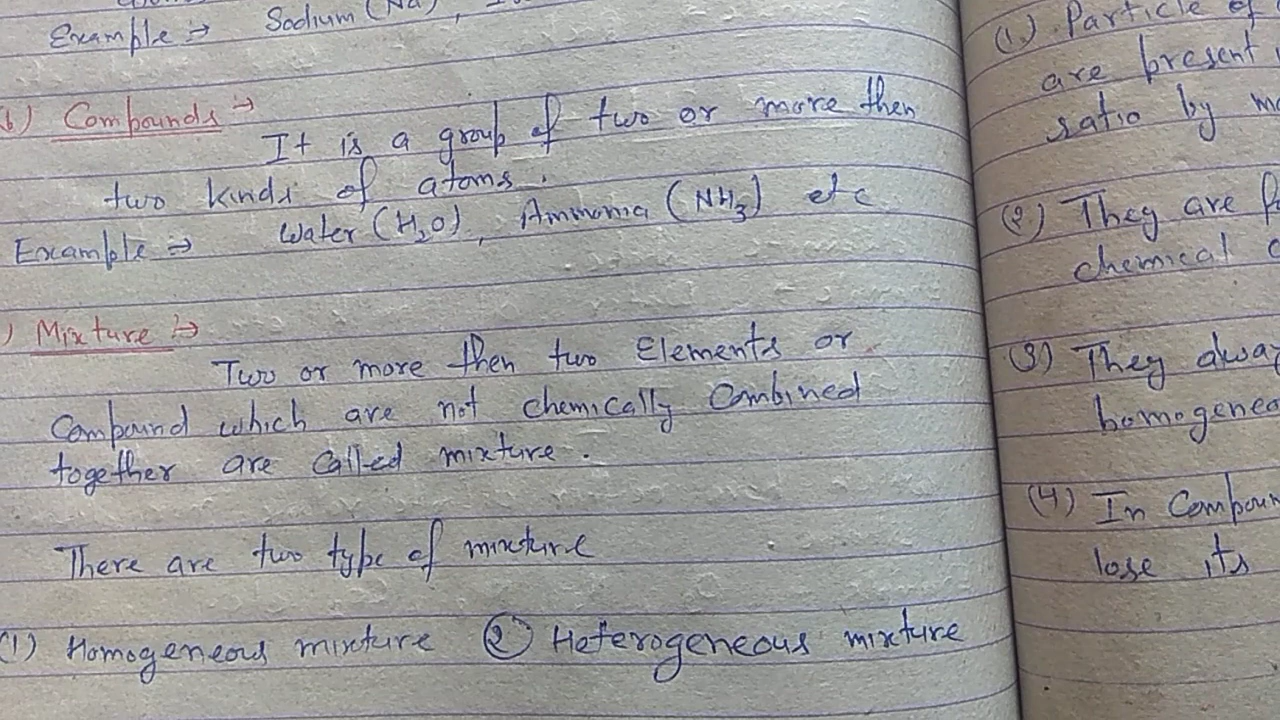 Example ⇒ Sodium (Na),
b) Compounds →
It is a group of two or more then
two kinds of atoms.
Example ⇒ Water (H₂O), Ammonia (NH₃) etc
) Mixture :→
Two or more then two Elements or
Compound which are not chemically Combined
together are called mixture.
There are two type of mixture
(1) Homogeneous mixture (2) Heterogeneous mixture
(1) Particle of
are present
ratio by
(2) They are
chemical
(3) They
(4) In
lose its